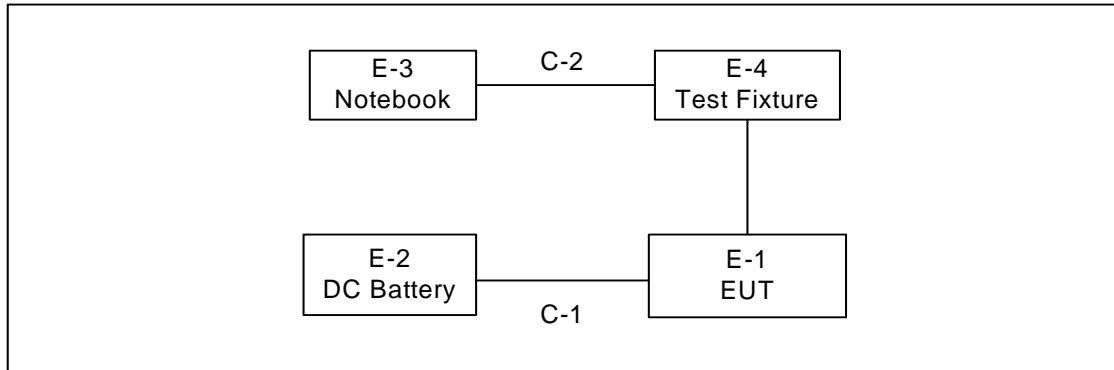 E-3
Notebook
C-2
E-4
Test Fixture
E-2
DC Battery
C-1
E-1
EUT